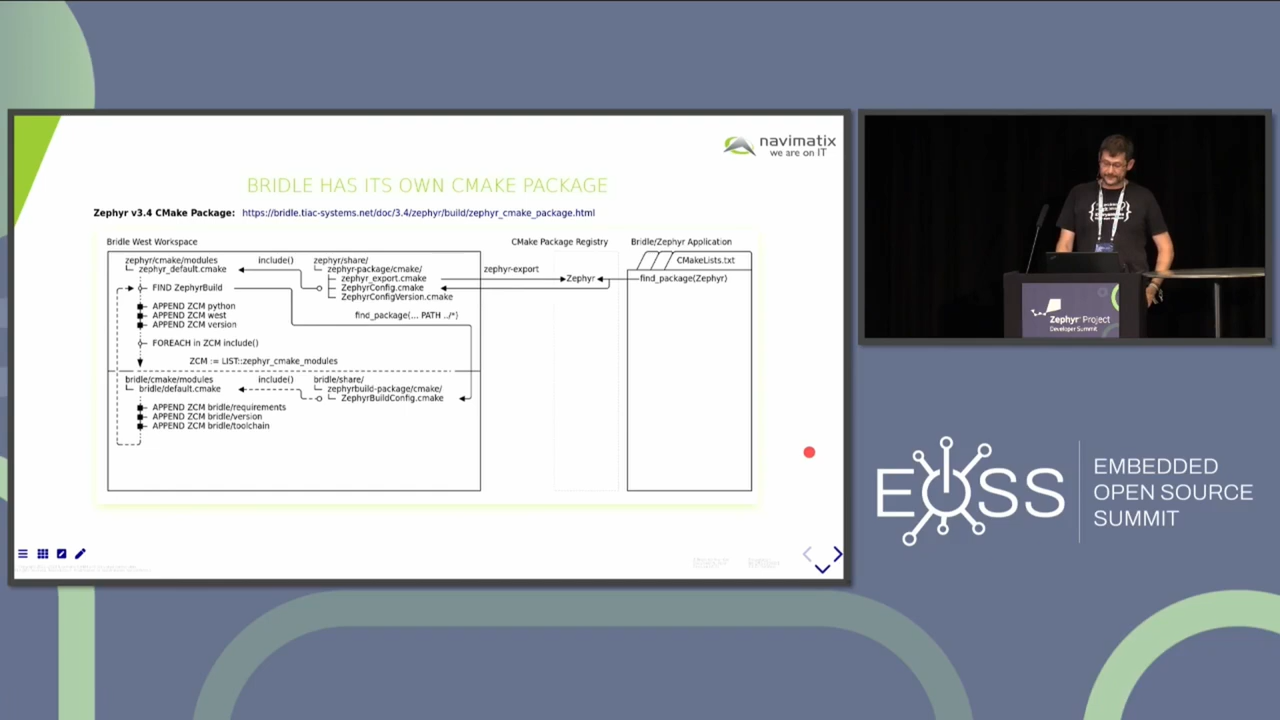 navimatix
we are on IT
BRIDLE HAS ITS OWN CMAKE PACKAGE
Zephyr v3.4 CMake Package: https://bridle.tiac-systems.net/doc/3.4/zephyr/build/zephyr_cmake_package.html
Bridle West Workspace
CMake Package Registry
Bridle/Zephyr Application
zephyr/cmake/modules
zephyr_default.cmake
include()
zephyr/share/
zephyr-package/cmake/
zephyr_export.cmake
ZephyrConfig.cmake
ZephyrConfigVersion.cmake
zephyr-export
Zephyr
CMakeLists.txt
find_package(Zephyr)
FIND ZephyrBuild
APPEND ZCM python
APPEND ZCM west
APPEND ZCM version
find_package(... PATH ../*)
FOREACH in ZCM include()
ZCM := LIST::zephyr_cmake_modules
bridle/cmake/modules
bridle/default.cmake
include()
bridle/share/
zephyrbuild-package/cmake/
ZephyrBuildConfig.cmake
APPEND ZCM bridle/requirements
APPEND ZCM bridle/version
APPEND ZCM bridle/toolchain
Zephyr Project
Developer Summit
EOSS
EMBEDDED
OPEN SOURCE
SUMMIT